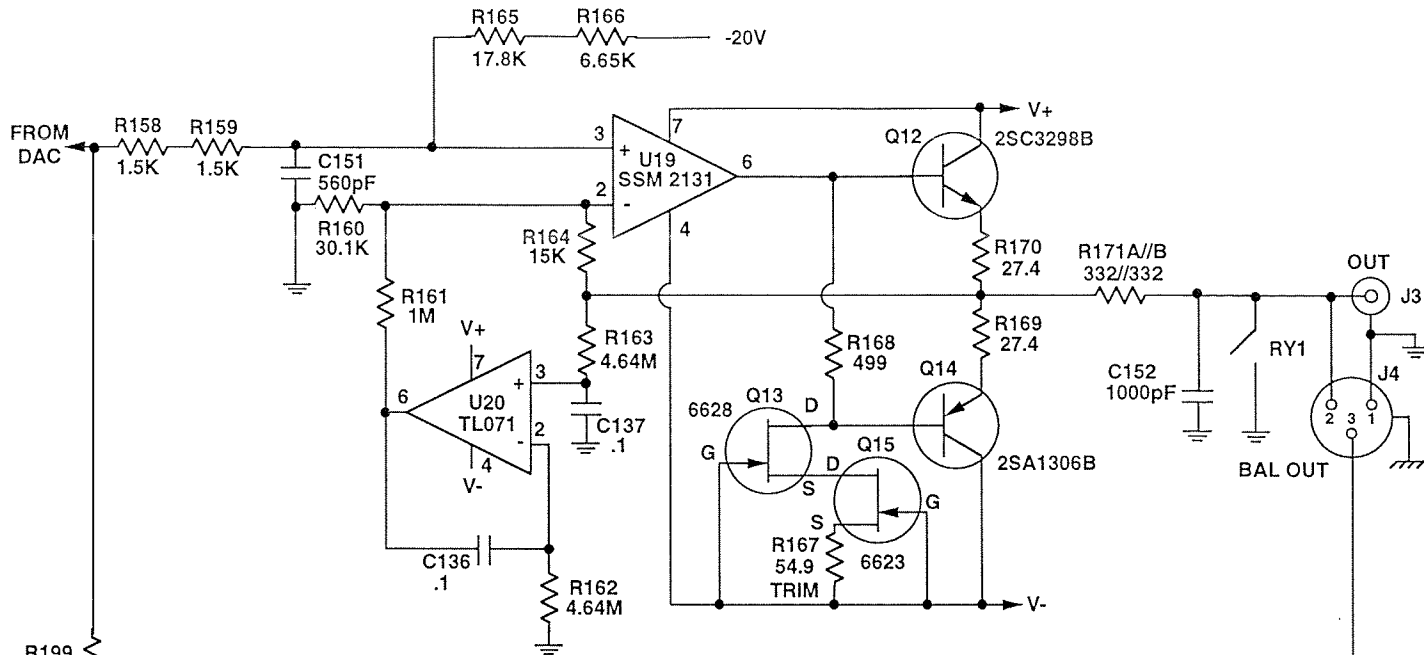 R165
17.8K
R166
6.65K
-20V
FROM
DAC
R158
1.5K
R159
1.5K
C151
560pF
R160
30.1K
3
+
U19
SSM 2131
2
-
7
6
4
V+
Q12
2SC3298B
R164
15K
R170
27.4
R171A//B
332//332
OUT
J3
R161
1M
R163
4.64M
R168
499
R169
27.4
C152
1000pF
RY1
J4
2
3
1
BAL OUT
V+
7
6
U20
TL071
+
3
-
2
4
V-
C137
.1
Q13
6628
D
G
S
Q14
2SA1306B
Q15
D
G
S
6623
R167
54.9
TRIM
V-
C136
.1
R162
4.64M
R199